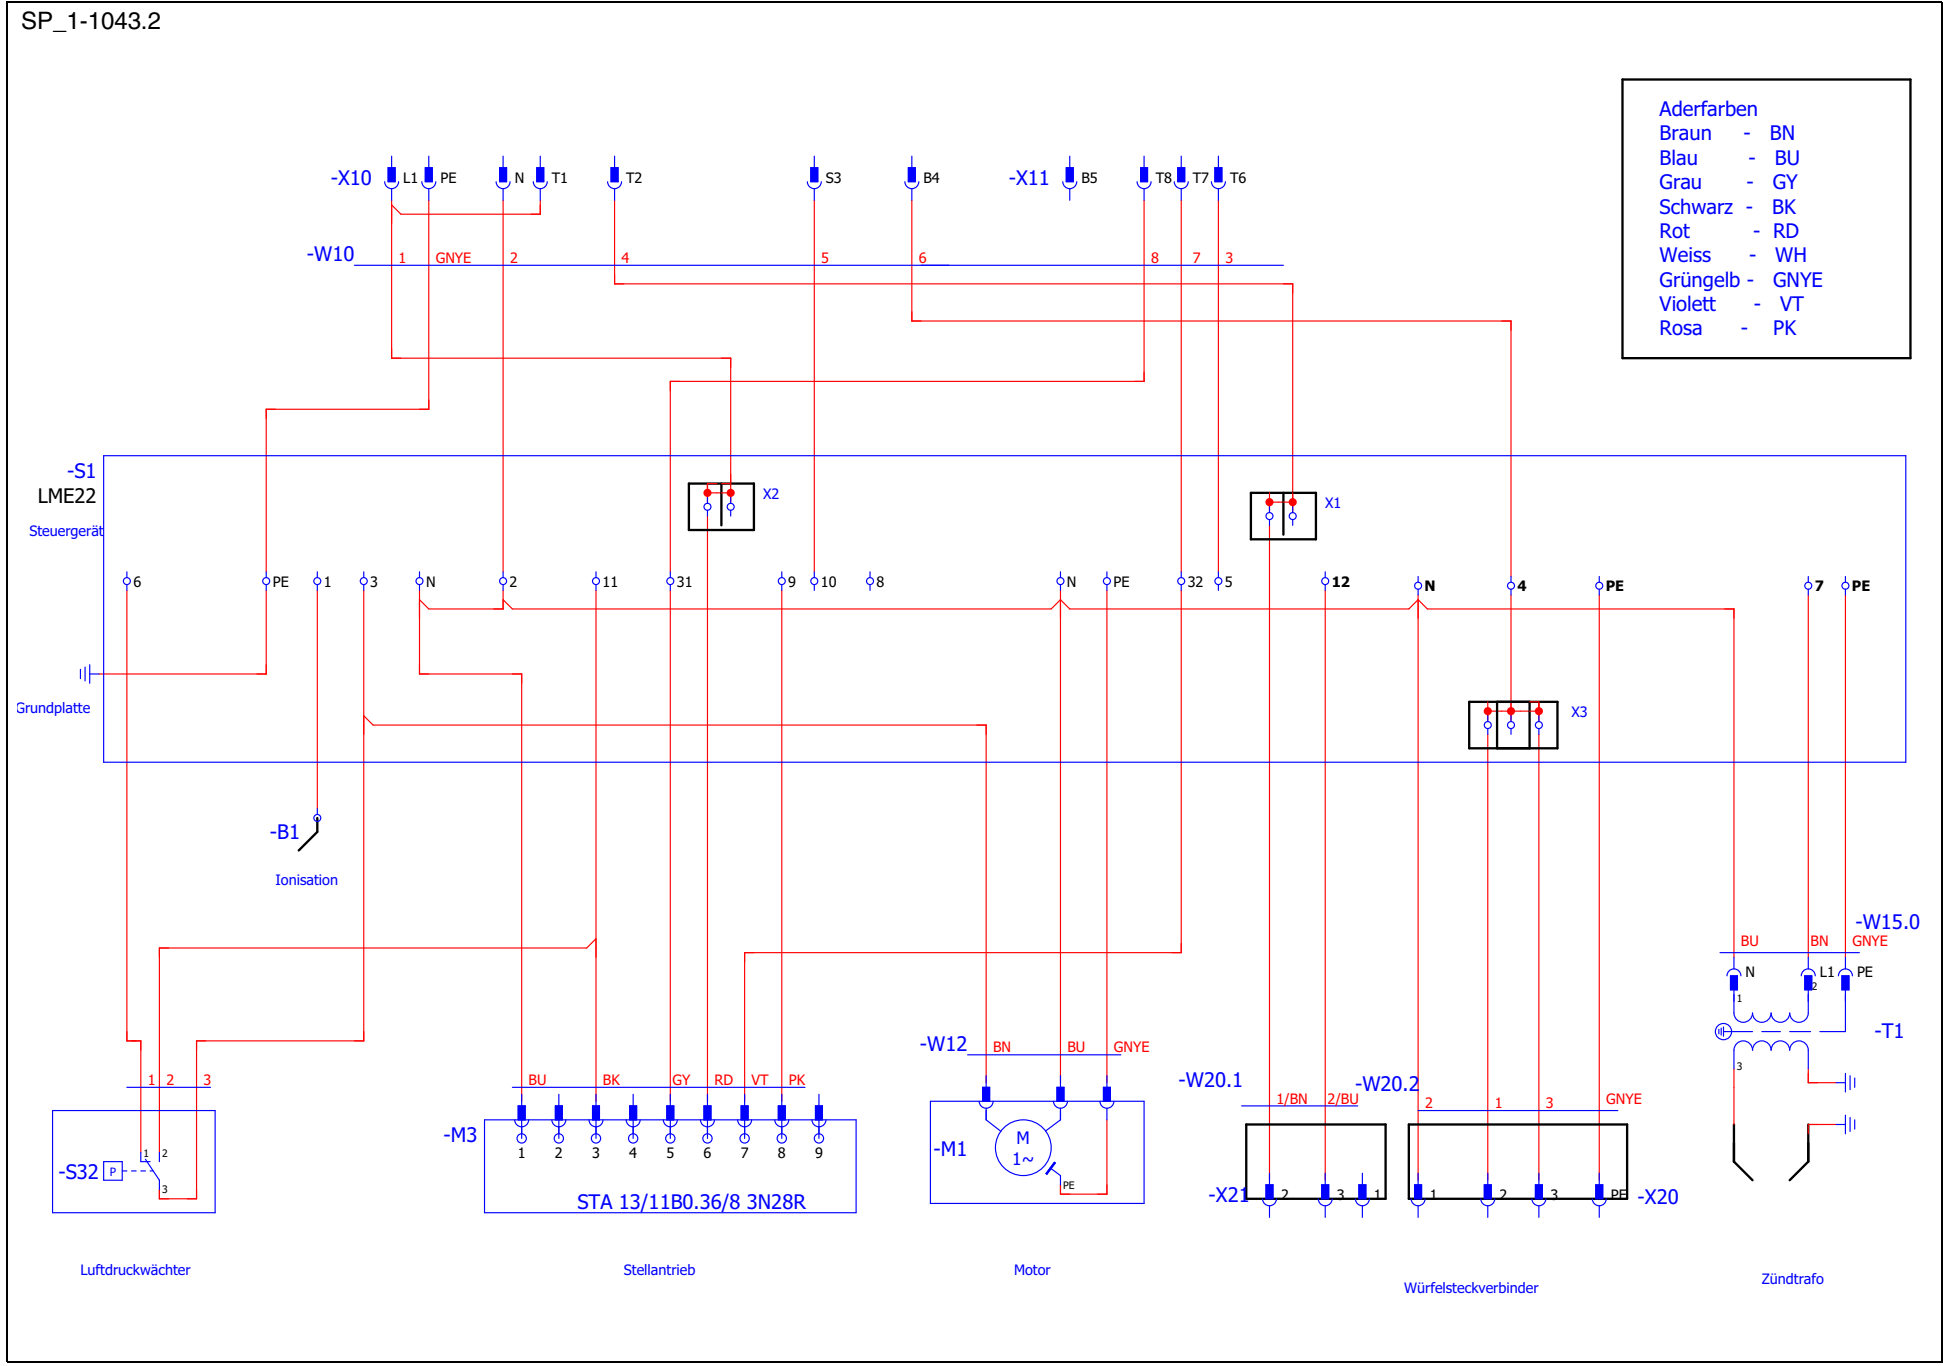 SP_1-1043.2
Aderfarben
Braun - BN
Blau - BU
Grau - GY
Schwarz - BK
Rot - RD
Weiss - WH
Grüngelb - GNYE
Violett - VT
Rosa - PK
-X10 L1 PE N T1 T2 S3 B4 -X11 B5 T8 T7 T6
-W10 1 GNYE 2 4 5 6 8 7 3
-S1
LME22
Steuergerät
X2 X1
6 PE 1 3 N 2 11 31 9 10 8 N PE 32 5 12 N 4 PE 7 PE
Grundplatte
X3
-B1
Ionisation
-W15.0
BU BN GNYE
N L1 PE
1 2
-T1
3
-W12 BN BU GNYE
1 2 3
BU BK GY RD VT PK
-W20.1 1/BN 2/BU
-W20.2 2 1 3 GNYE
-S32 P 1 2 3
-M3
1 2 3 4 5 6 7 8 9
STA 13/11B0.36/8 3N28R
-M1 M
1~
PE
-X21 2 3 1
1 2 3 PE -X20
Luftdruckwächter
Stellantrieb
Motor
Würfelsteckverbinder
Zündtrafo